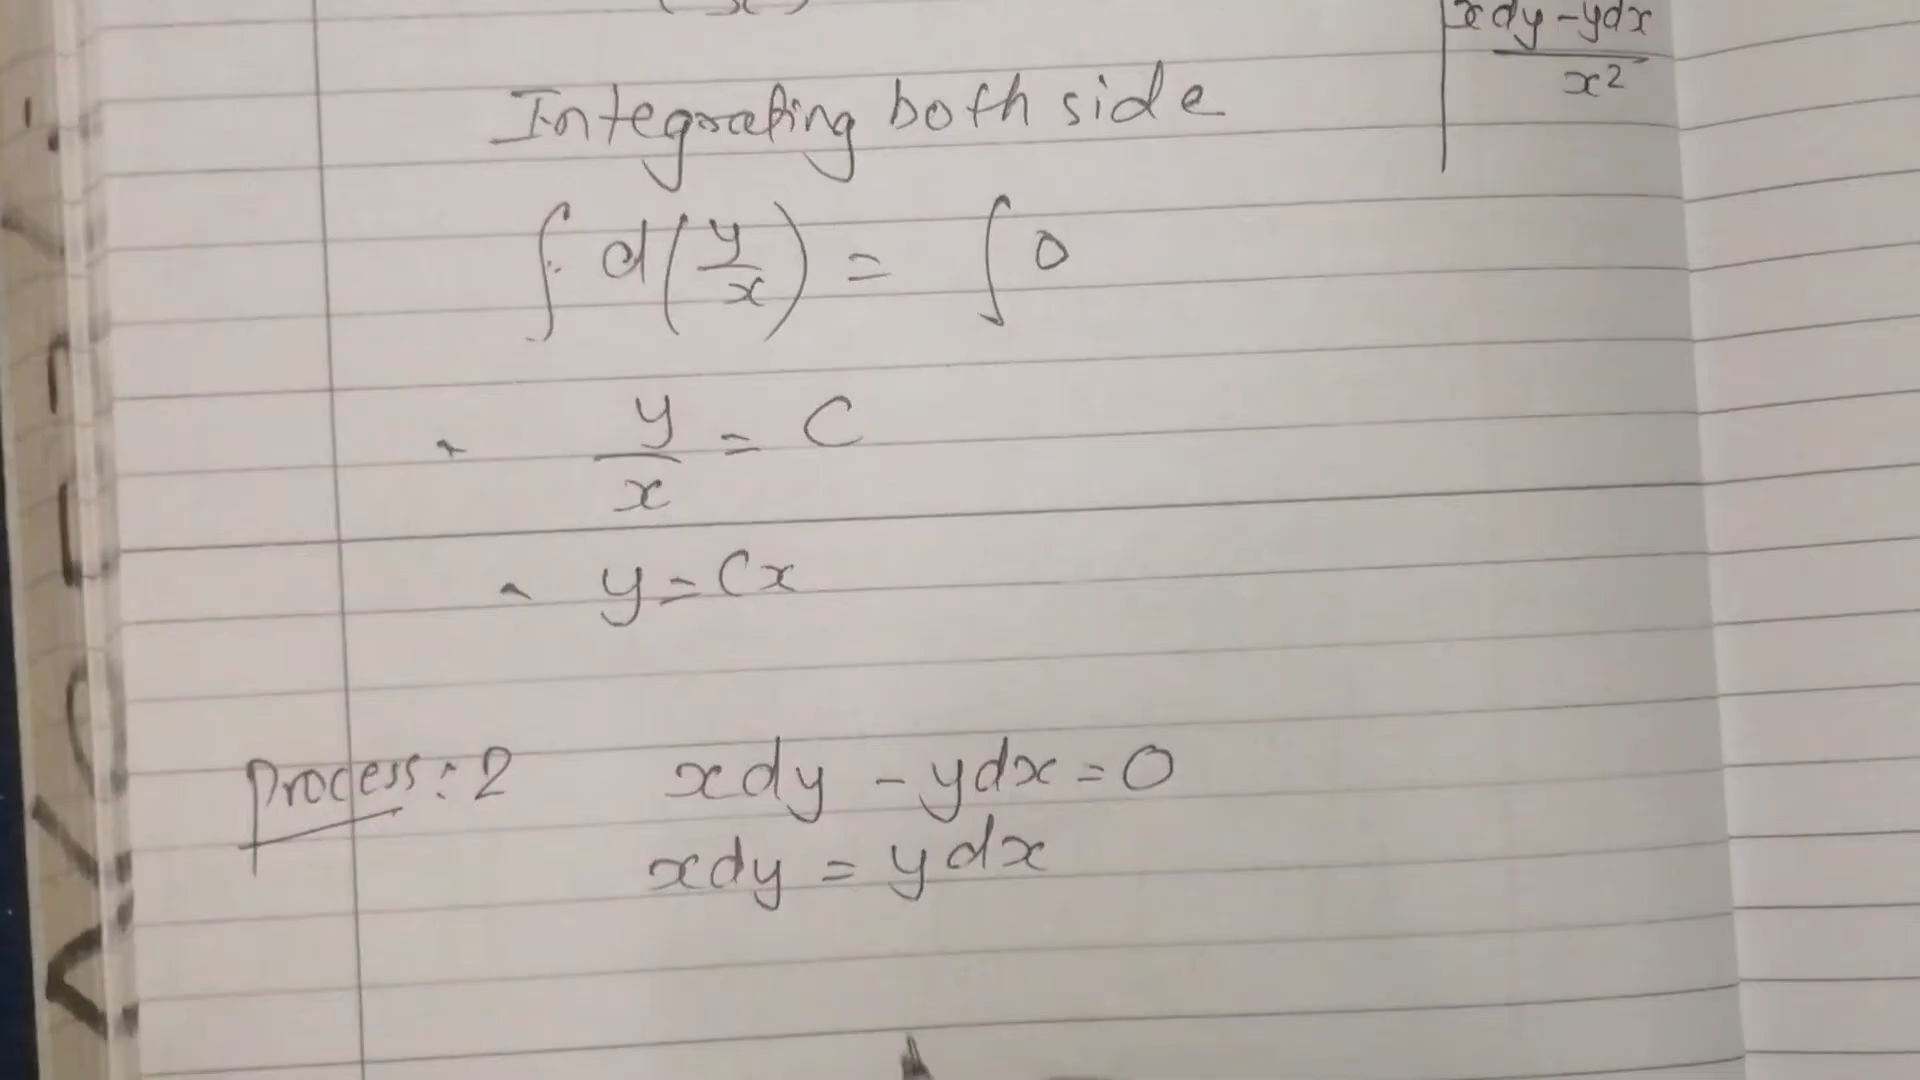 xdy - ydx
x²
Integrating both side
∫ d(y/x) = ∫ 0
y/x = C
y = Cx
Process: 2 xdy - ydx = 0
xdy = ydx